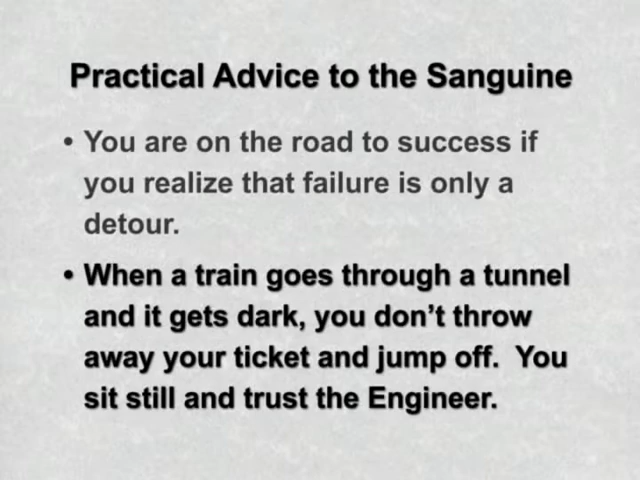 Practical Advice to the Sanguine
• You are on the road to success if
you realize that failure is only a
detour.
• When a train goes through a tunnel
and it gets dark, you don’t throw
away your ticket and jump off.  You
sit still and trust the Engineer.